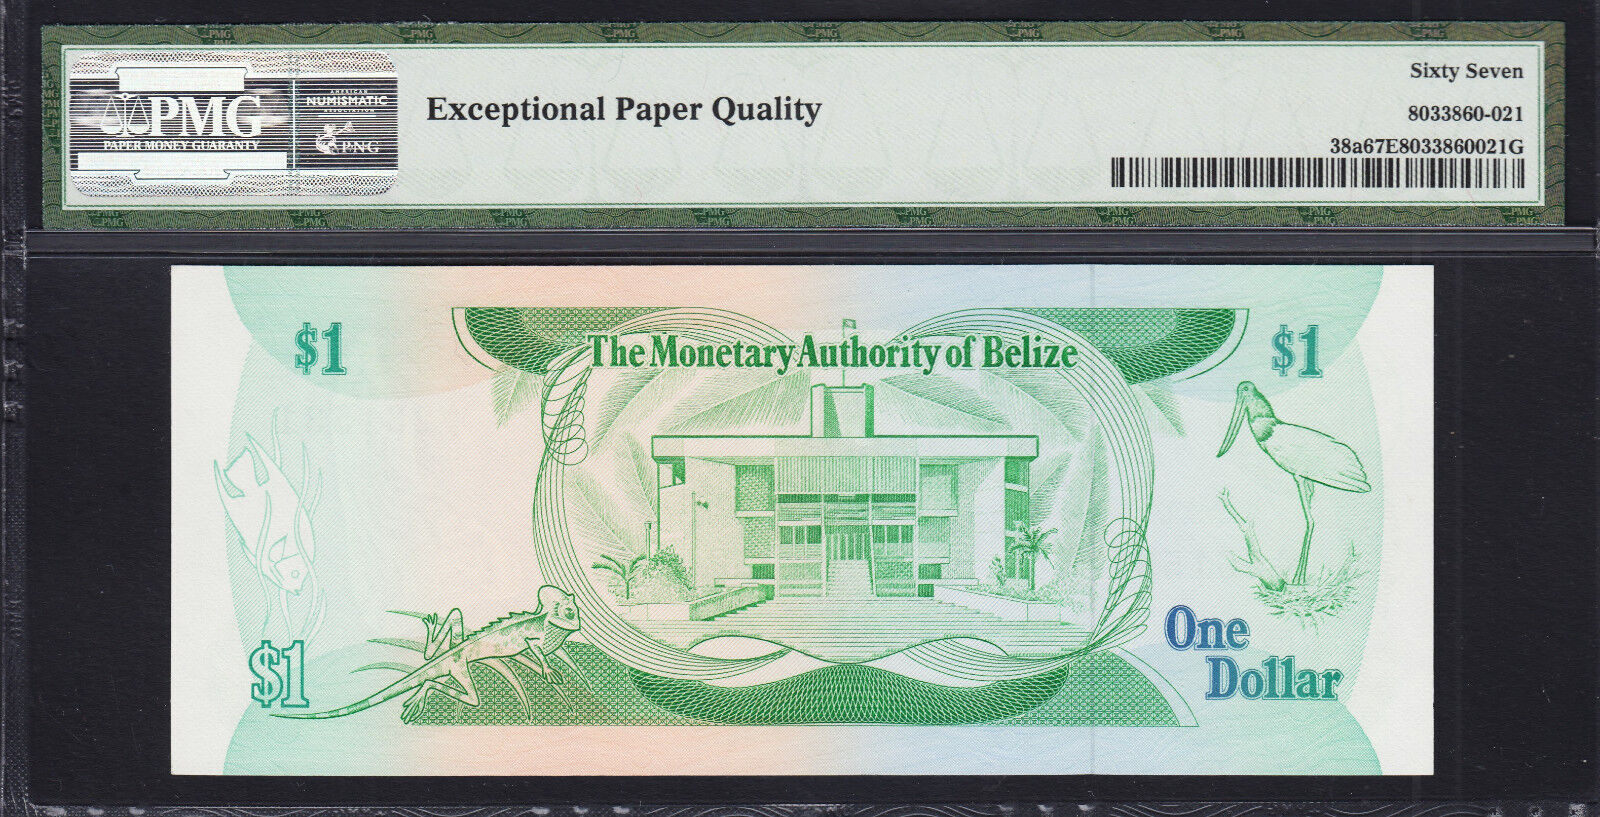 PMG
PAPER MONEY GUARANTY
AMERICAN
NUMISMATIC
ASSOCIATION
PNG
Exceptional Paper Quality
Sixty Seven
8033860-021
38a67E8033860021G
The Monetary Authority of Belize
$1
$1
$1
One
Dollar